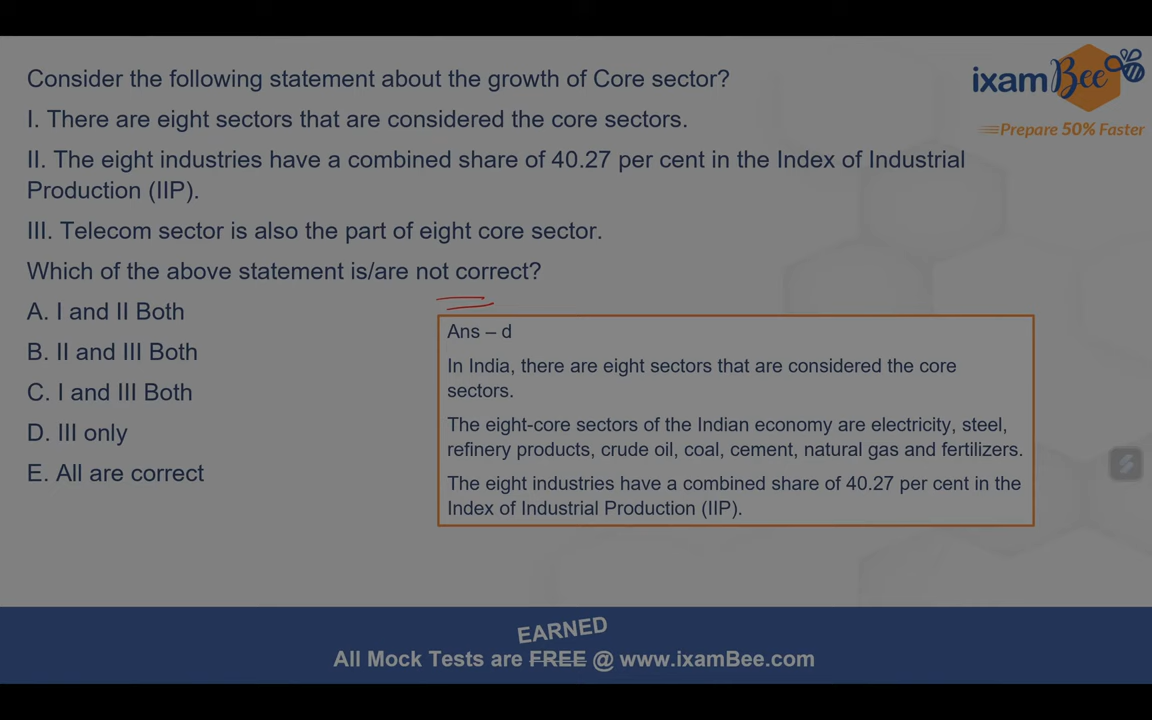 Consider the following statement about the growth of Core sector?
ixamBee
Prepare 50% Faster
I. There are eight sectors that are considered the core sectors.
II. The eight industries have a combined share of 40.27 per cent in the Index of Industrial
Production (IIP).
III. Telecom sector is also the part of eight core sector.
Which of the above statement is/are not correct?
A. I and II Both
B. II and III Both
C. I and III Both
D. III only
E. All are correct
Ans – d
In India, there are eight sectors that are considered the core
sectors.
The eight-core sectors of the Indian economy are electricity, steel,
refinery products, crude oil, coal, cement, natural gas and fertilizers.
The eight industries have a combined share of 40.27 per cent in the
Index of Industrial Production (IIP).
EARNED
All Mock Tests are FREE @ www.ixamBee.com